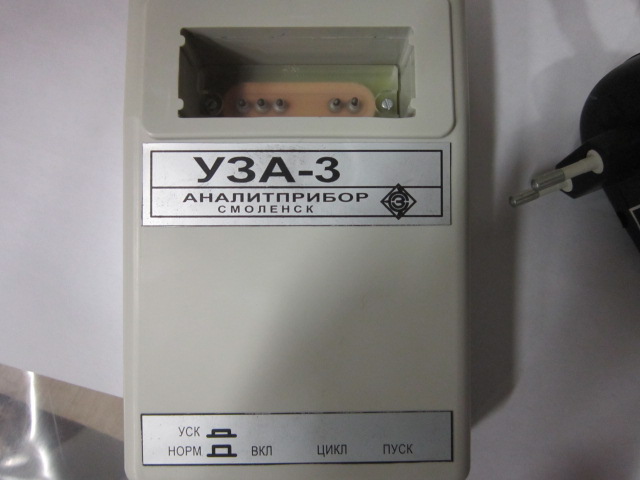 УЗА-3
АНАЛИТПРИБОР
СМОЛЕНСК
УСК
НОРМ ВКЛ ЦИКЛ ПУСК